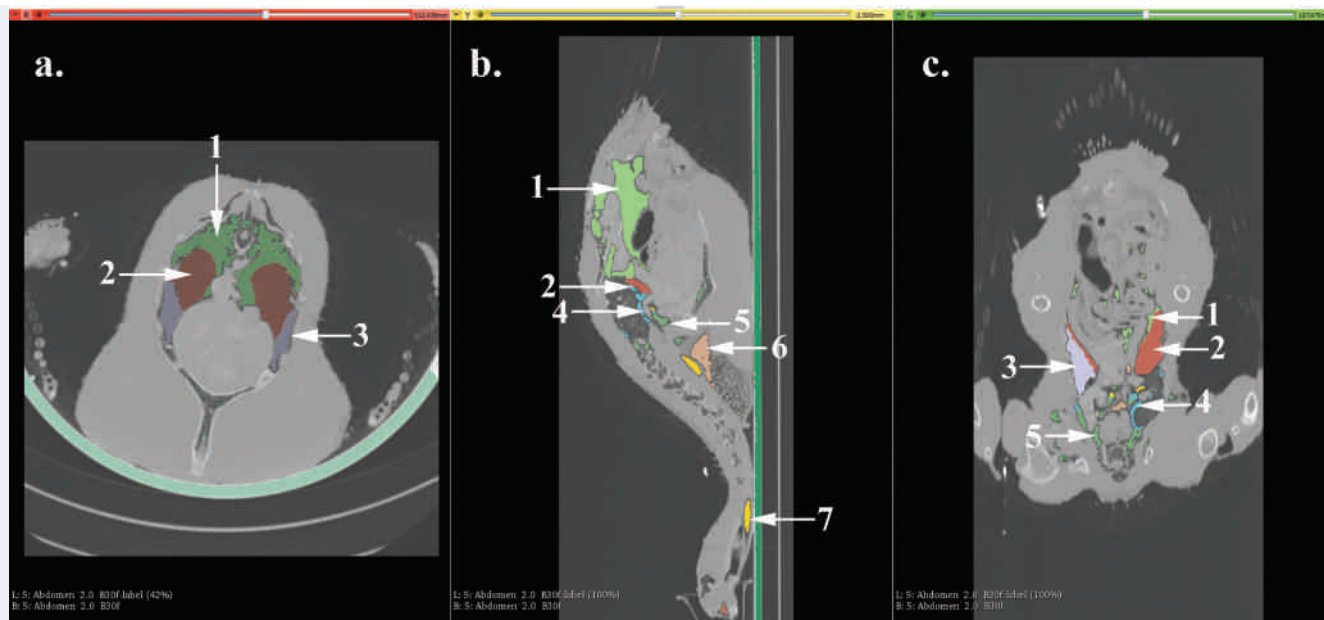 R
Y
G
a.
b.
c.
1
2
3
1
2
4
5
6
7
1
2
3
4
5
L: 5: Abdomen 2.0 B30f-label (42%)
B: 5: Abdomen 2.0 B30f
L: 5: Abdomen 2.0 B30f-label (100%)
B: 5: Abdomen 2.0 B30f
L: 5: Abdomen 2.0 B30f-label (100%)
B: 5: Abdomen 2.0 B30f